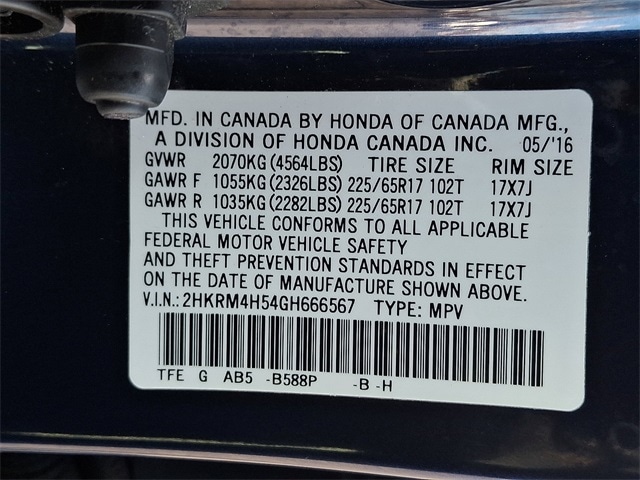 MFD. IN CANADA BY HONDA OF CANADA MFG.,
A DIVISION OF HONDA CANADA INC. 05/'16
GVWR 2070KG(4564LBS) TIRE SIZE RIM SIZE
GAWR F 1055KG(2326LBS) 225/65R17 102T 17X7J
GAWR R 1035KG(2282LBS) 225/65R17 102T 17X7J
THIS VEHICLE CONFORMS TO ALL APPLICABLE
FEDERAL MOTOR VEHICLE SAFETY
AND THEFT PREVENTION STANDARDS IN EFFECT
ON THE DATE OF MANUFACTURE SHOWN ABOVE.
V.I.N.: 2HKRM4H54GH666567 TYPE: MPV
TFE G AB5 -B588P -B -H